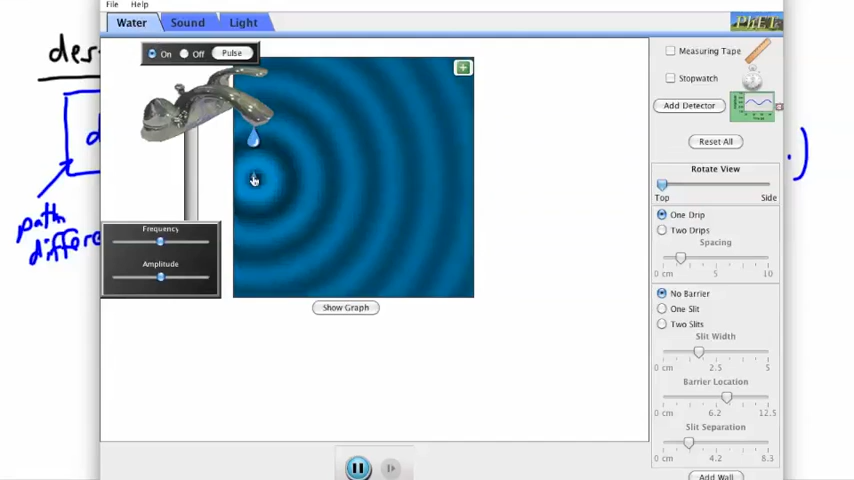 File Help
Water Sound Light
PhET
On Off Pulse
Measuring Tape
Stopwatch
Add Detector
Reset All
Rotate View
Top Side
One Drip
Two Drips
Spacing
0 cm 5 10
No Barrier
One Slit
Two Slits
Slit Width
0 cm 2.5 5
Barrier Location
0 cm 6.2 12.5
Slit Separation
0 cm 4.2 8.3
Add Wall
Frequency
Amplitude
Show Graph
des
d
path
differe
.)